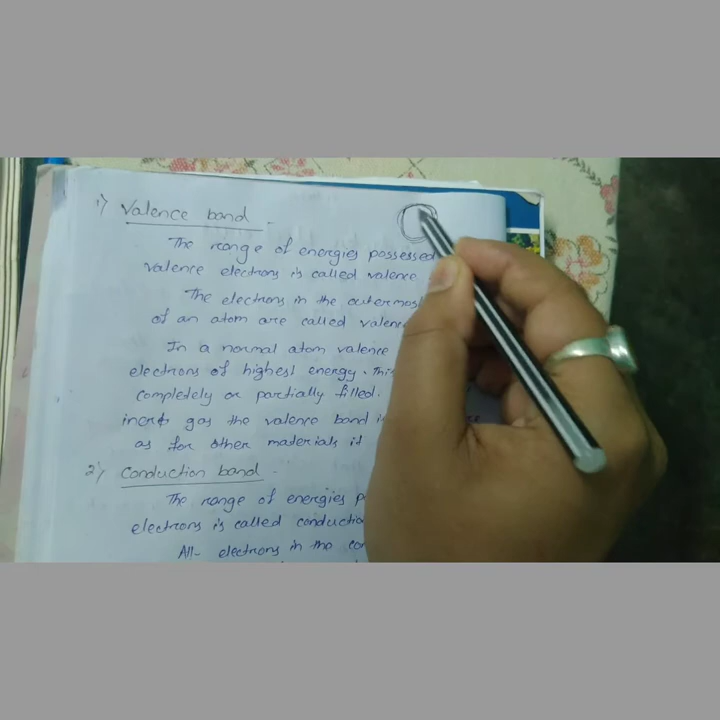 1) Valence band -
The range of energies possessed
valence electrons is called valence
The electrons in the outermost
of an atom are called valence
In a normal atom valence
electrons of highest energy. This
completely or partially filled.
inert gas the valence band is
as for other materials it
2) Conduction band -
The range of energies
electrons is called conduction
All electrons in the